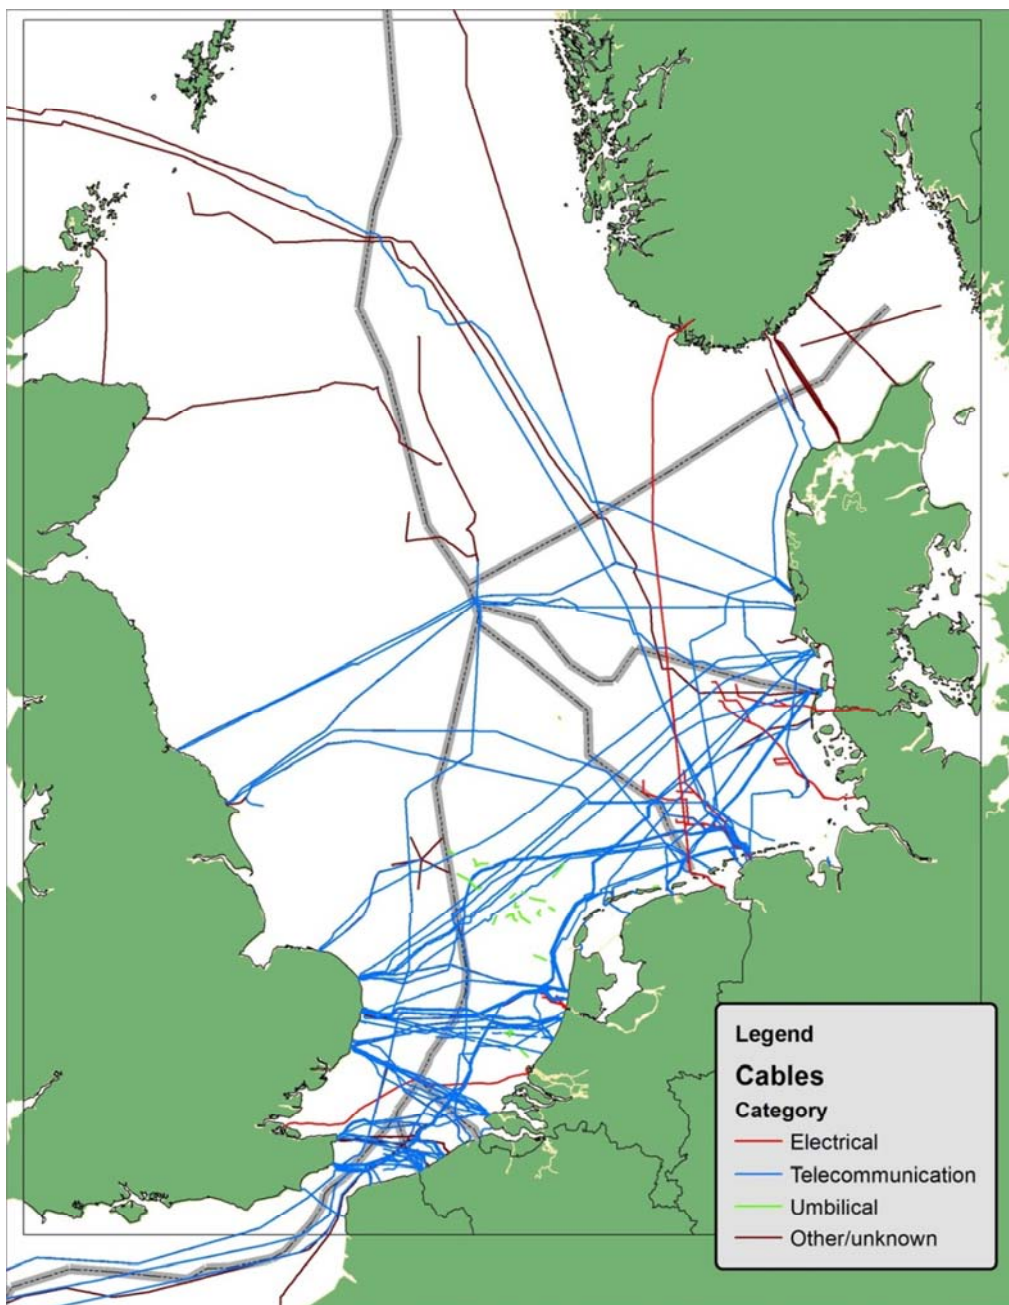 Legend
Cables
Category
Electrical
Telecommunication
Umbilical
Other/unknown